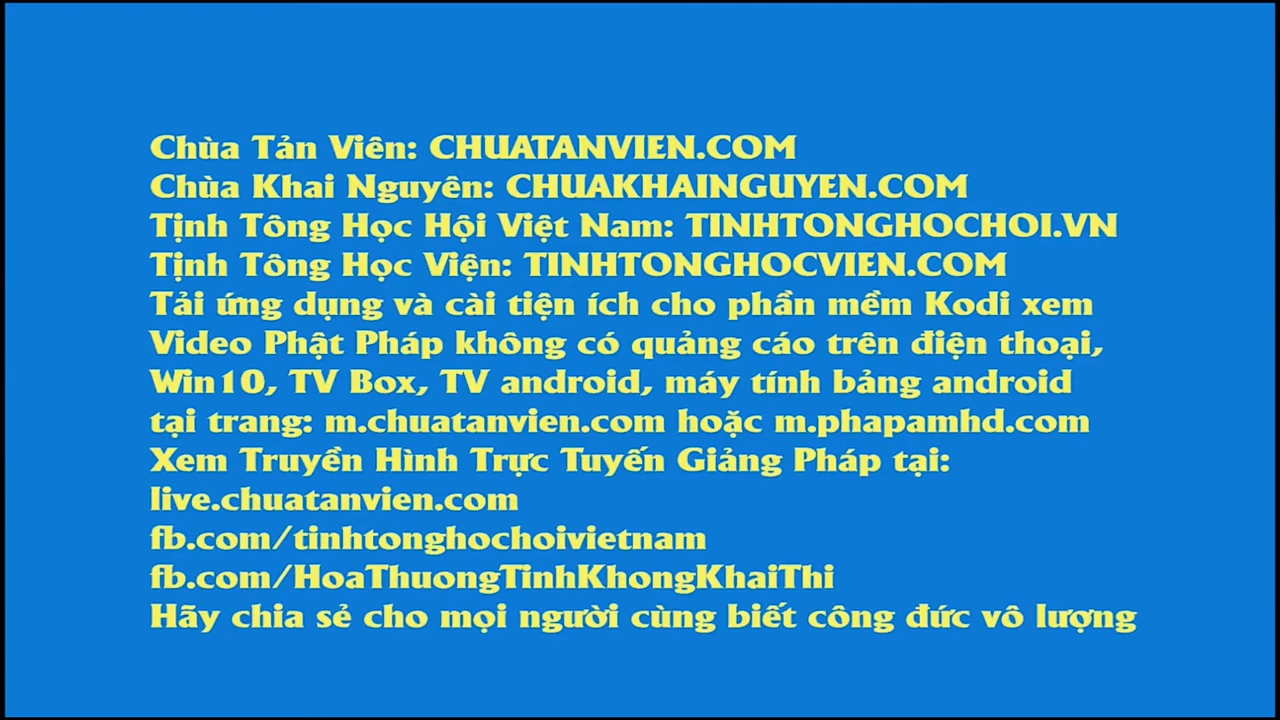 Chùa Tản Viên: CHUATANVIEN.COM
Chùa Khai Nguyên: CHUAKHAINGUYEN.COM
Tịnh Tông Học Hội Việt Nam: TINHTONGHOCHOI.VN
Tịnh Tông Học Viện: TINHTONGHOCVIEN.COM
Tải ứng dụng và cài tiện ích cho phần mềm Kodi xem
Video Phật Pháp không có quảng cáo trên điện thoại,
Win10, TV Box, TV android, máy tính bảng android
tại trang: m.chuatanvien.com hoặc m.phapamhd.com
Xem Truyền Hình Trực Tuyến Giảng Pháp tại:
live.chuatanvien.com
fb.com/tinhtonghochoivietnam
fb.com/HoaThuongTinhKhongKhaiThi
Hãy chia sẻ cho mọi người cùng biết công đức vô lượng